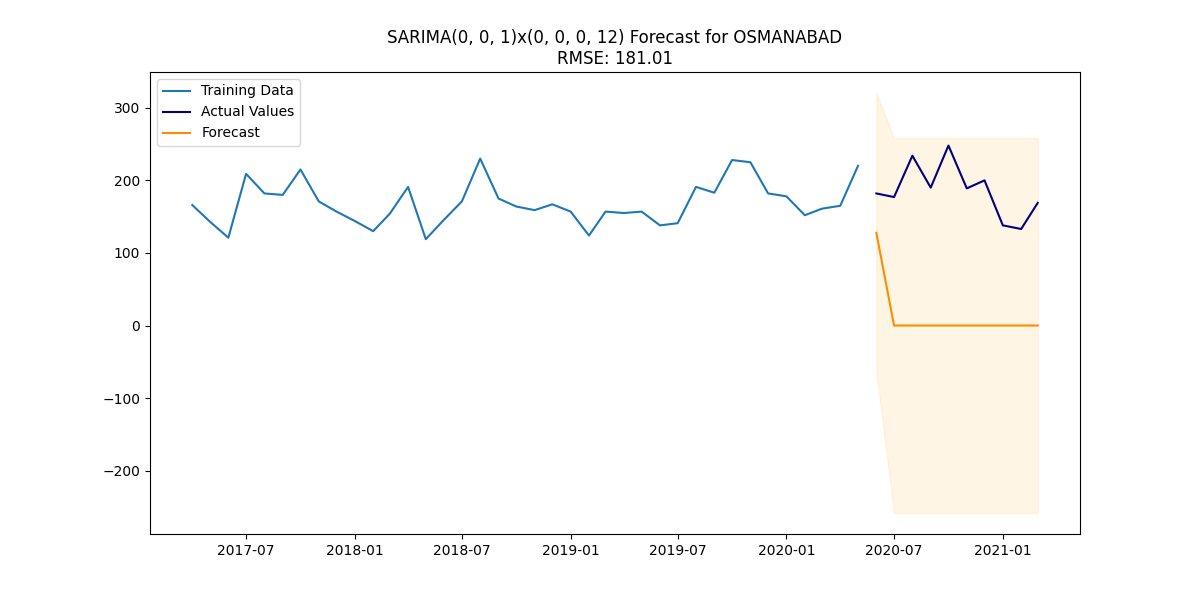 SARIMA(0, 0, 1)x(0, 0, 0, 12) Forecast for OSMANABAD
RMSE: 181.01
Training Data
Actual Values
Forecast
300
200
100
0
−100
−200
2017-07
2018-01
2018-07
2019-01
2019-07
2020-01
2020-07
2021-01